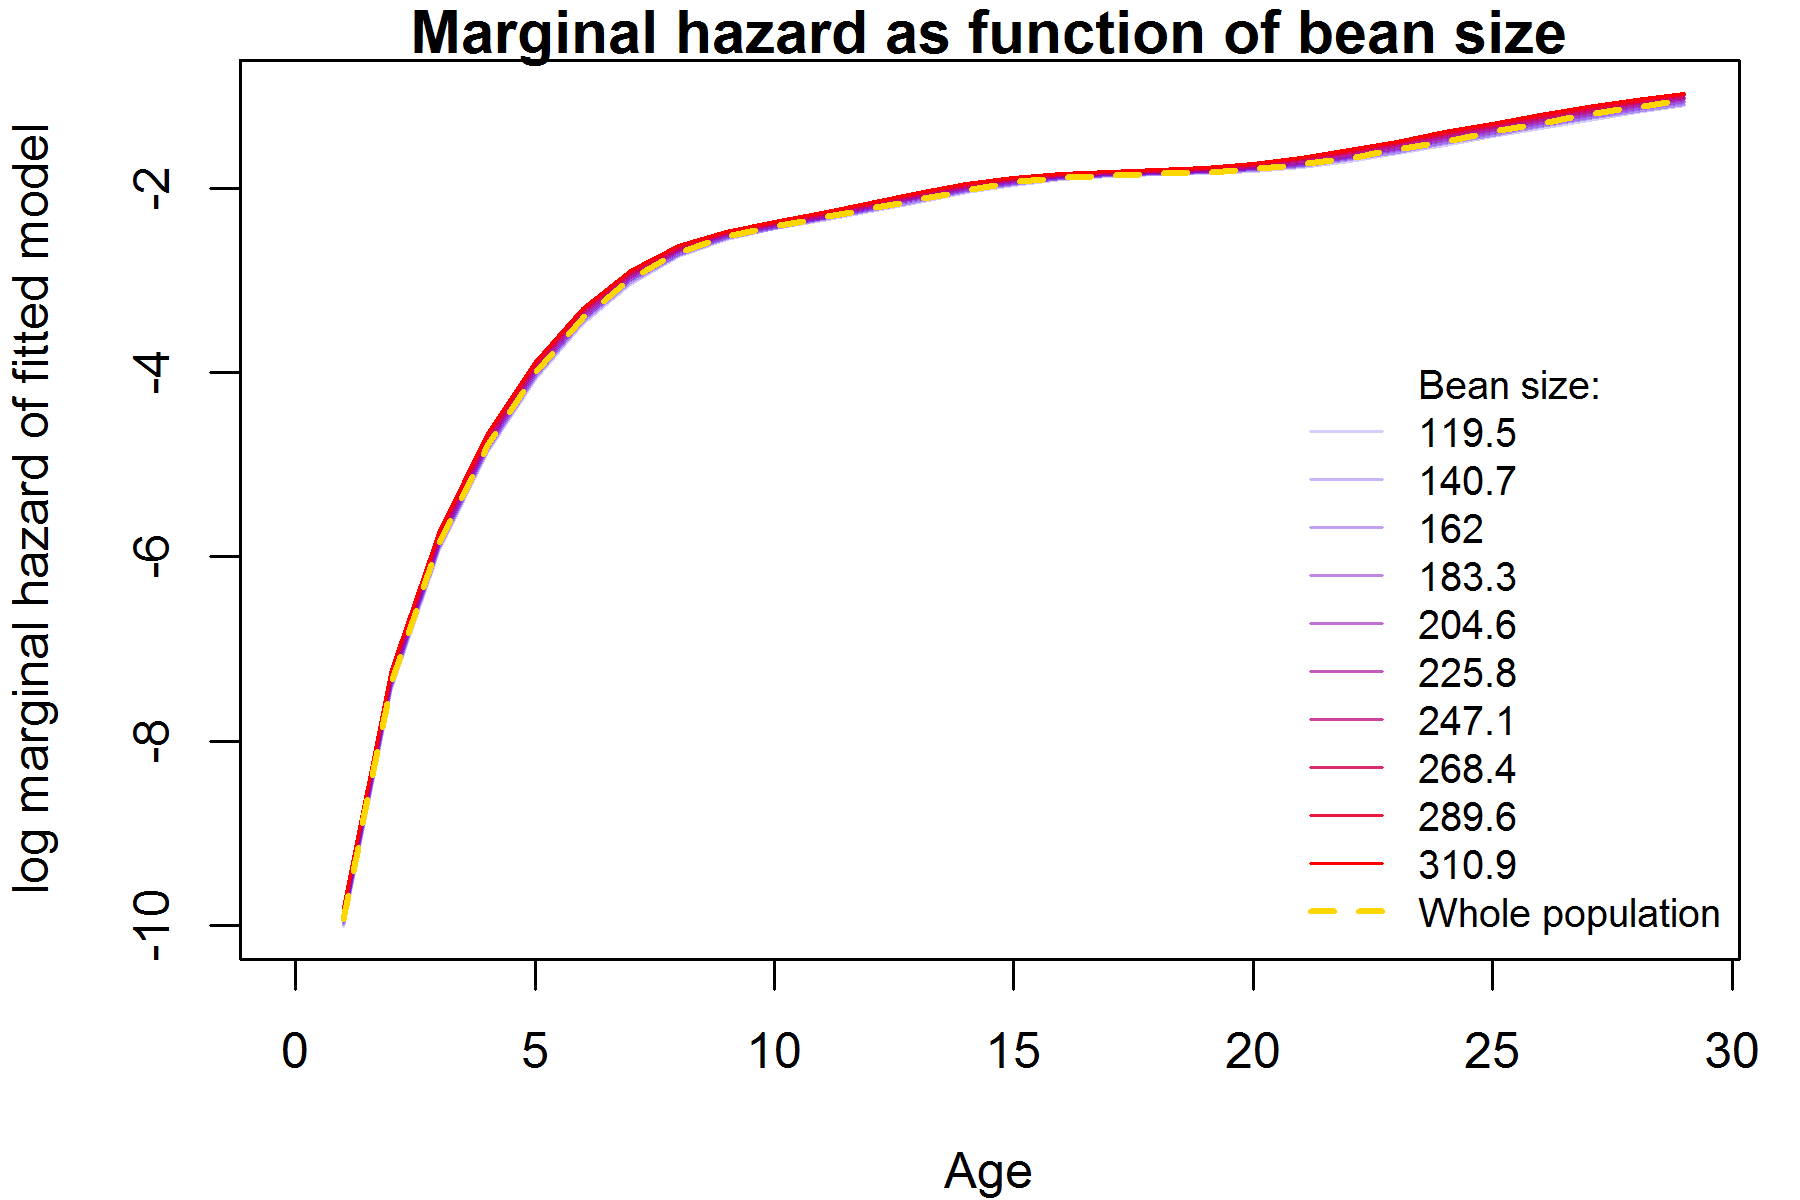 Marginal hazard as function of bean size
log marginal hazard of fitted model
-2
-4
-6
-8
-10
Bean size:
119.5
140.7
162
183.3
204.6
225.8
247.1
268.4
289.6
310.9
Whole population
0 5 10 15 20 25 30
Age